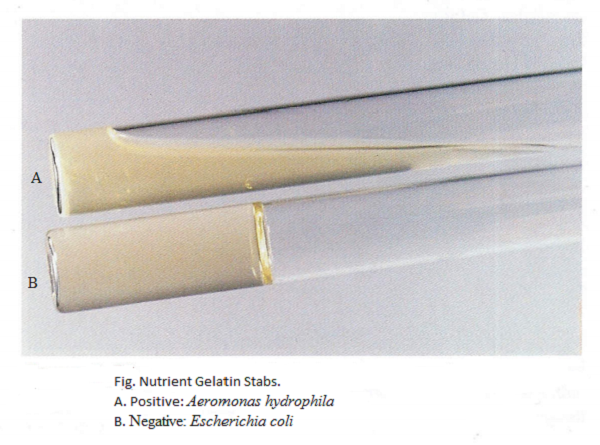 A
B
Fig. Nutrient Gelatin Stabs.
A. Positive: Aeromonas hydrophila
B. Negative: Escherichia coli